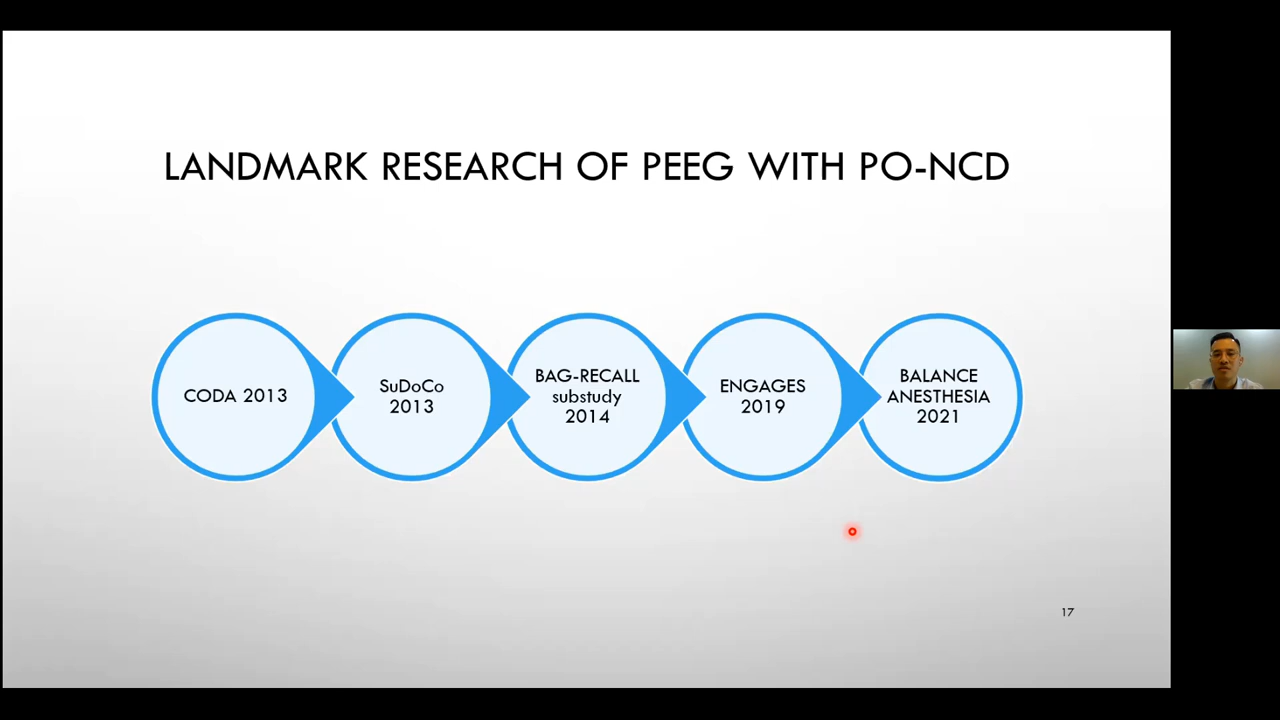 LANDMARK RESEARCH OF PEEG WITH PO-NCD
CODA 2013
SuDoCo
2013
BAG-RECALL
substudy
2014
ENGAGES
2019
BALANCE
ANESTHESIA
2021
17